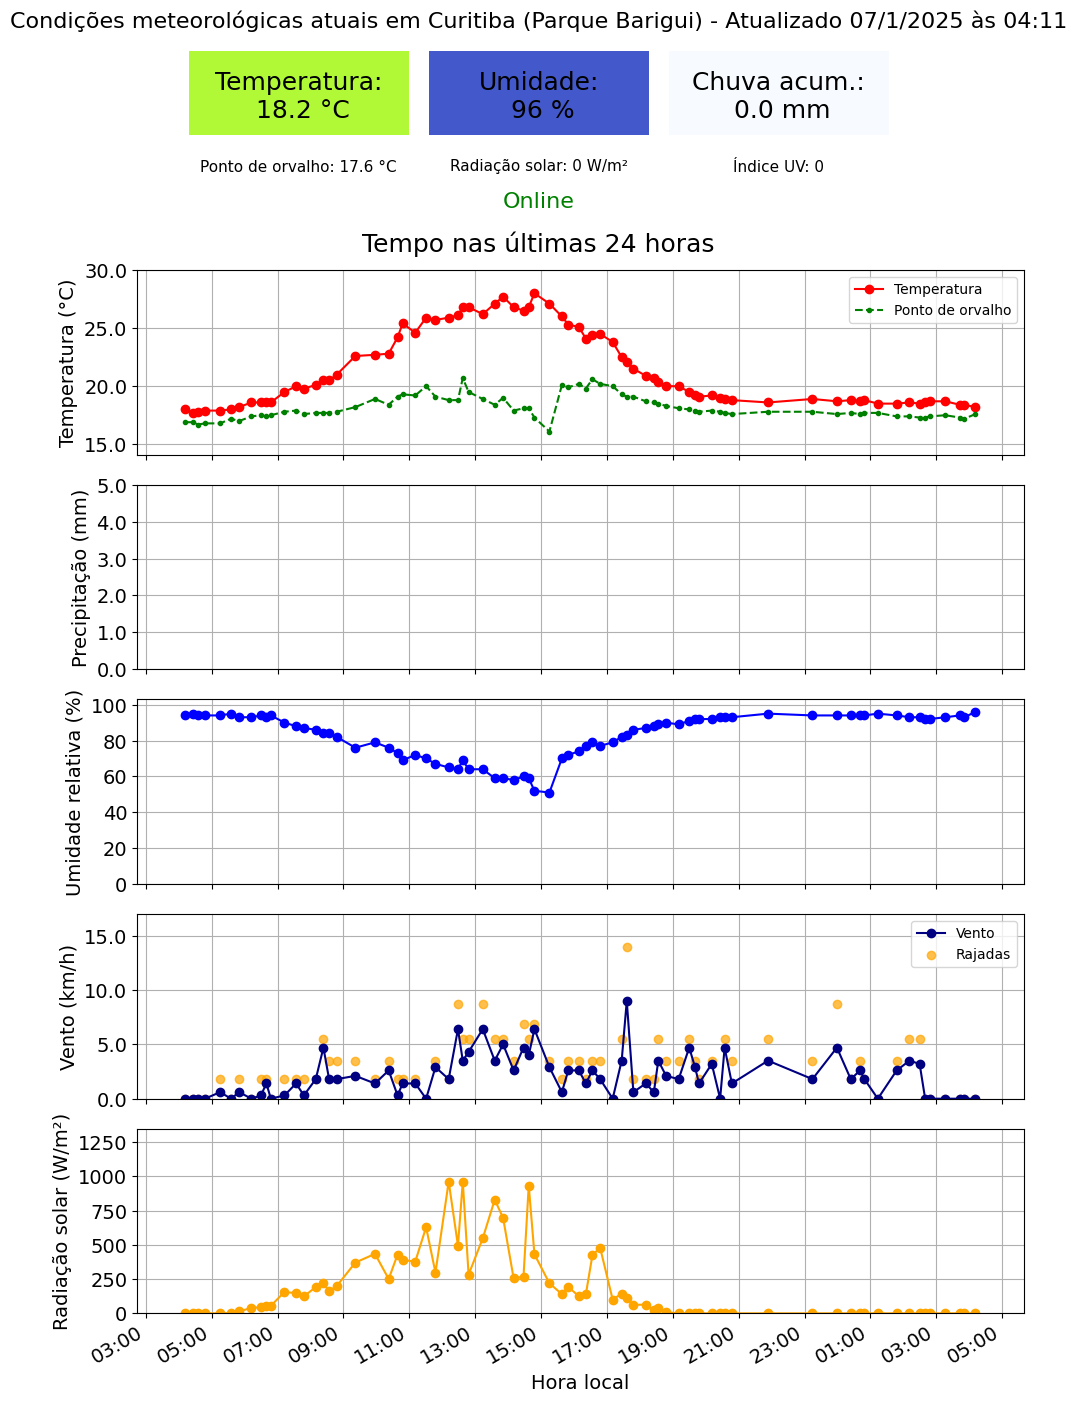 Condições meteorológicas atuais em Curitiba (Parque Barigui) - Atualizado 07/1/2025 às 04:11
Temperatura:
18.2 °C
Umidade:
96 %
Chuva acum.:
0.0 mm
Ponto de orvalho: 17.6 °C
Radiação solar: 0 W/m²
Índice UV: 0
Online
Tempo nas últimas 24 horas
Temperatura (°C)
30.0
25.0
20.0
15.0
Temperatura
Ponto de orvalho
Precipitação (mm)
5.0
4.0
3.0
2.0
1.0
0.0
Umidade relativa (%)
100
80
60
40
20
0
Vento (km/h)
15.0
10.0
5.0
0.0
Vento
Rajadas
Radiação solar (W/m²)
1250
1000
750
500
250
0
03:00 05:00 07:00 09:00 11:00 13:00 15:00 17:00 19:00 21:00 23:00 01:00 03:00 05:00
Hora local